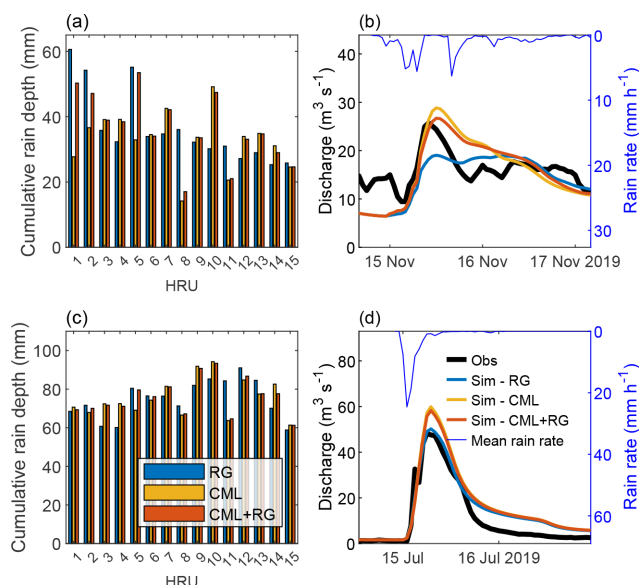 (a)
Cumulative rain depth (mm)
60
40
20
0
1 2 3 4 5 6 7 8 9 10 11 12 13 14 15
HRU
(b)
Discharge (m³ s⁻¹)
40
30
20
10
0
15 Nov 16 Nov 17 Nov 2019
0
10
20
30
Rain rate (mm h⁻¹)
(c)
Cumulative rain depth (mm)
100
80
60
40
20
0
RG
CML
CML+RG
1 2 3 4 5 6 7 8 9 10 11 12 13 14 15
HRU
(d)
Discharge (m³ s⁻¹)
80
60
40
20
0
Obs
Sim - RG
Sim - CML
Sim - CML+RG
Mean rain rate
15 Jul 16 Jul 2019
0
20
40
60
Rain rate (mm h⁻¹)